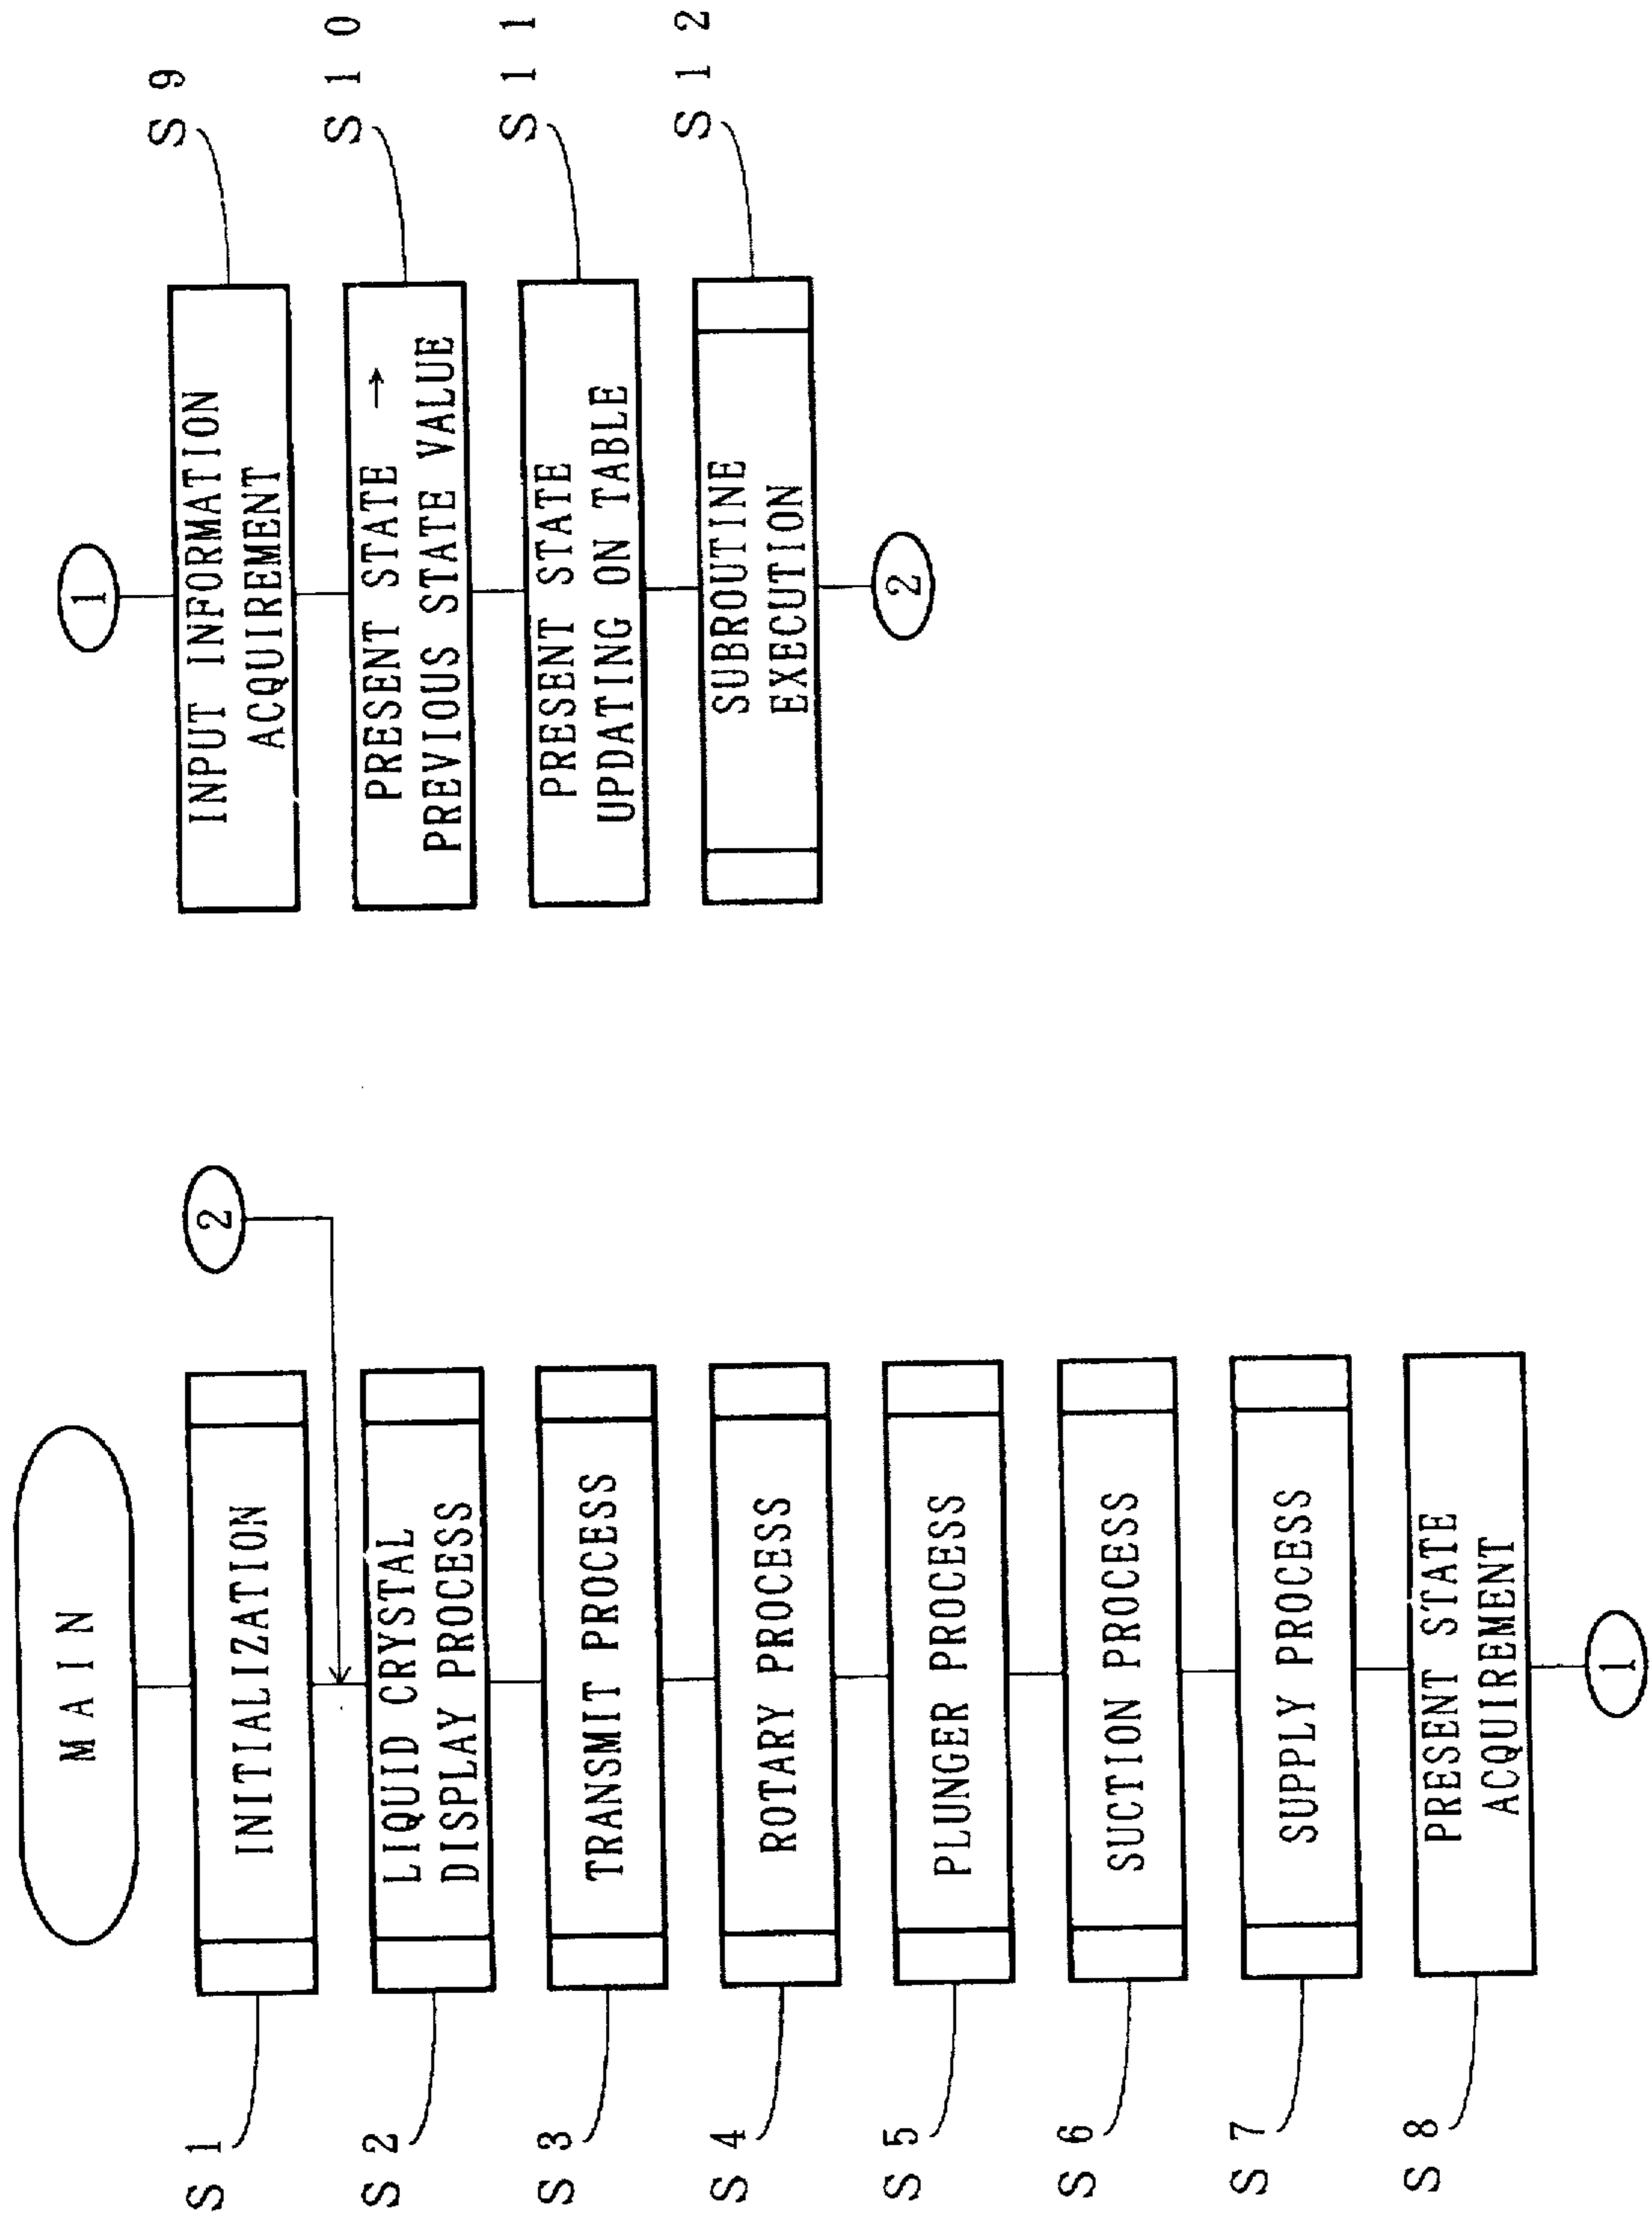 MAIN
S1
INITIALIZATION
2
S2
LIQUID CRYSTAL
DISPLAY PROCESS
S3
TRANSMIT PROCESS
S4
ROTARY PROCESS
S5
PLUNGER PROCESS
S6
SUCTION PROCESS
S7
SUPPLY PROCESS
S8
PRESENT STATE
ACQUIREMENT
1
1
INPUT INFORMATION
ACQUIREMENT
S9
PRESENT STATE →
PREVIOUS STATE VALUE
S10
PRESENT STATE
UPDATING ON TABLE
S11
SUBROUTINE
EXECUTION
S12
2